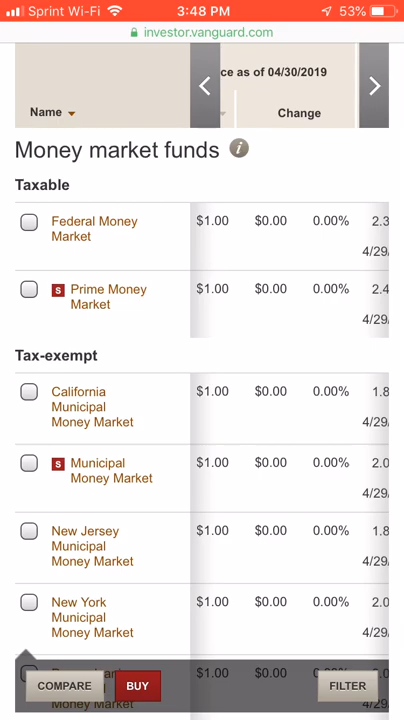 Sprint Wi-Fi 3:48 PM 53%
investor.vanguard.com
ce as of 04/30/2019
Name Change
Money market funds i
Taxable
Federal Money $1.00 $0.00 0.00% 2.3
Market
4/29/
S Prime Money $1.00 $0.00 0.00% 2.4
Market
4/29/
Tax-exempt
California $1.00 $0.00 0.00% 1.8
Municipal
Money Market 4/29/
S Municipal $1.00 $0.00 0.00% 2.0
Money Market
4/29/
New Jersey $1.00 $0.00 0.00% 1.8
Municipal
Money Market 4/29/
New York $1.00 $0.00 0.00% 2.0
Municipal
Money Market 4/29/
$1.00 $0.00
COMPARE BUY FILTER
Money Market